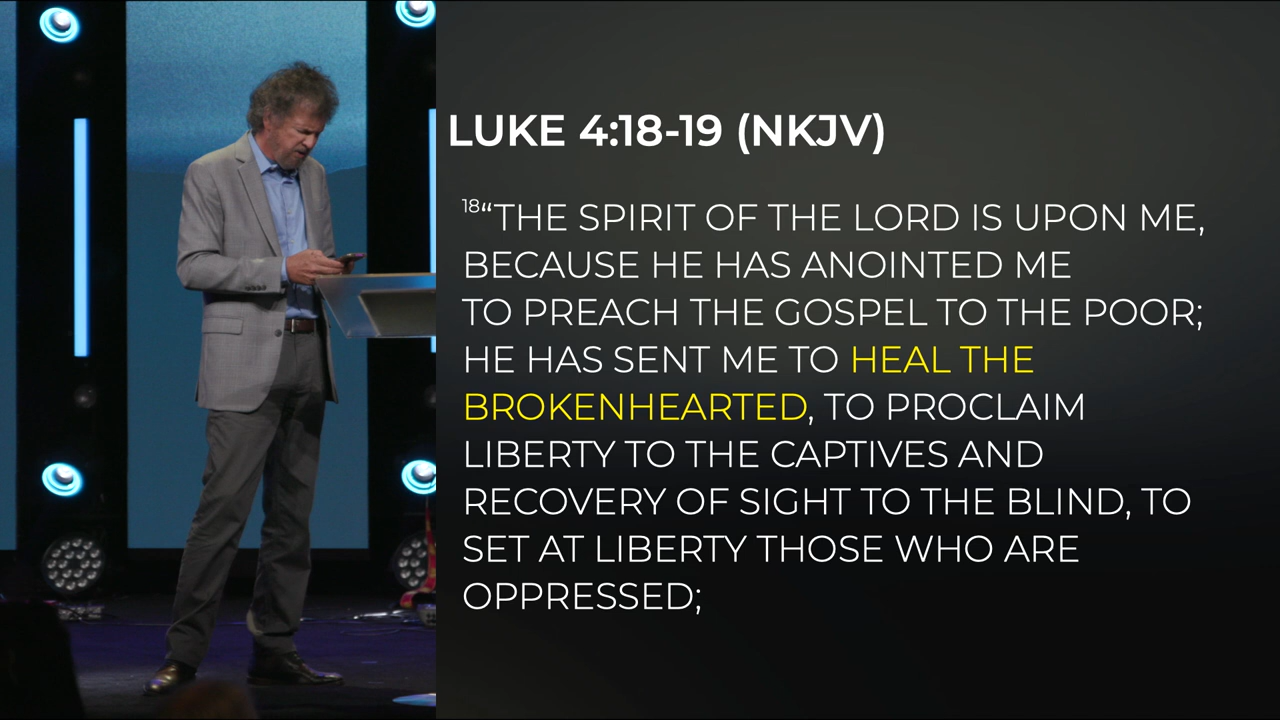 LUKE 4:18-19 (NKJV)
18“THE SPIRIT OF THE LORD IS UPON ME,
BECAUSE HE HAS ANOINTED ME
TO PREACH THE GOSPEL TO THE POOR;
HE HAS SENT ME TO HEAL THE
BROKENHEARTED, TO PROCLAIM
LIBERTY TO THE CAPTIVES AND
RECOVERY OF SIGHT TO THE BLIND, TO
SET AT LIBERTY THOSE WHO ARE
OPPRESSED;